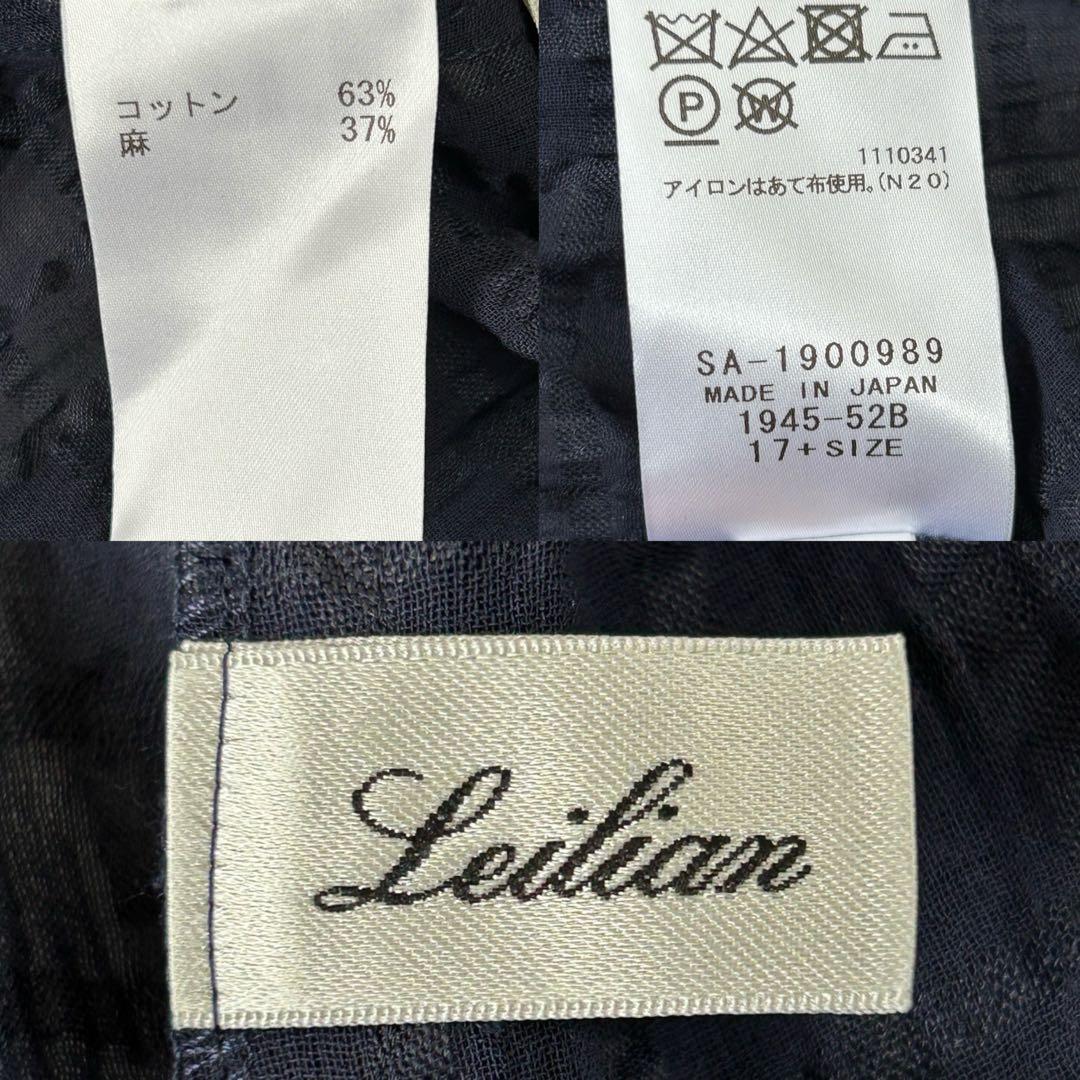 コットン 63%
麻 37%
P W
1110341
アイロンはあて布使用。(N20)
SA-1900989
MADE IN JAPAN
1945-52B
17+SIZE
Leilian